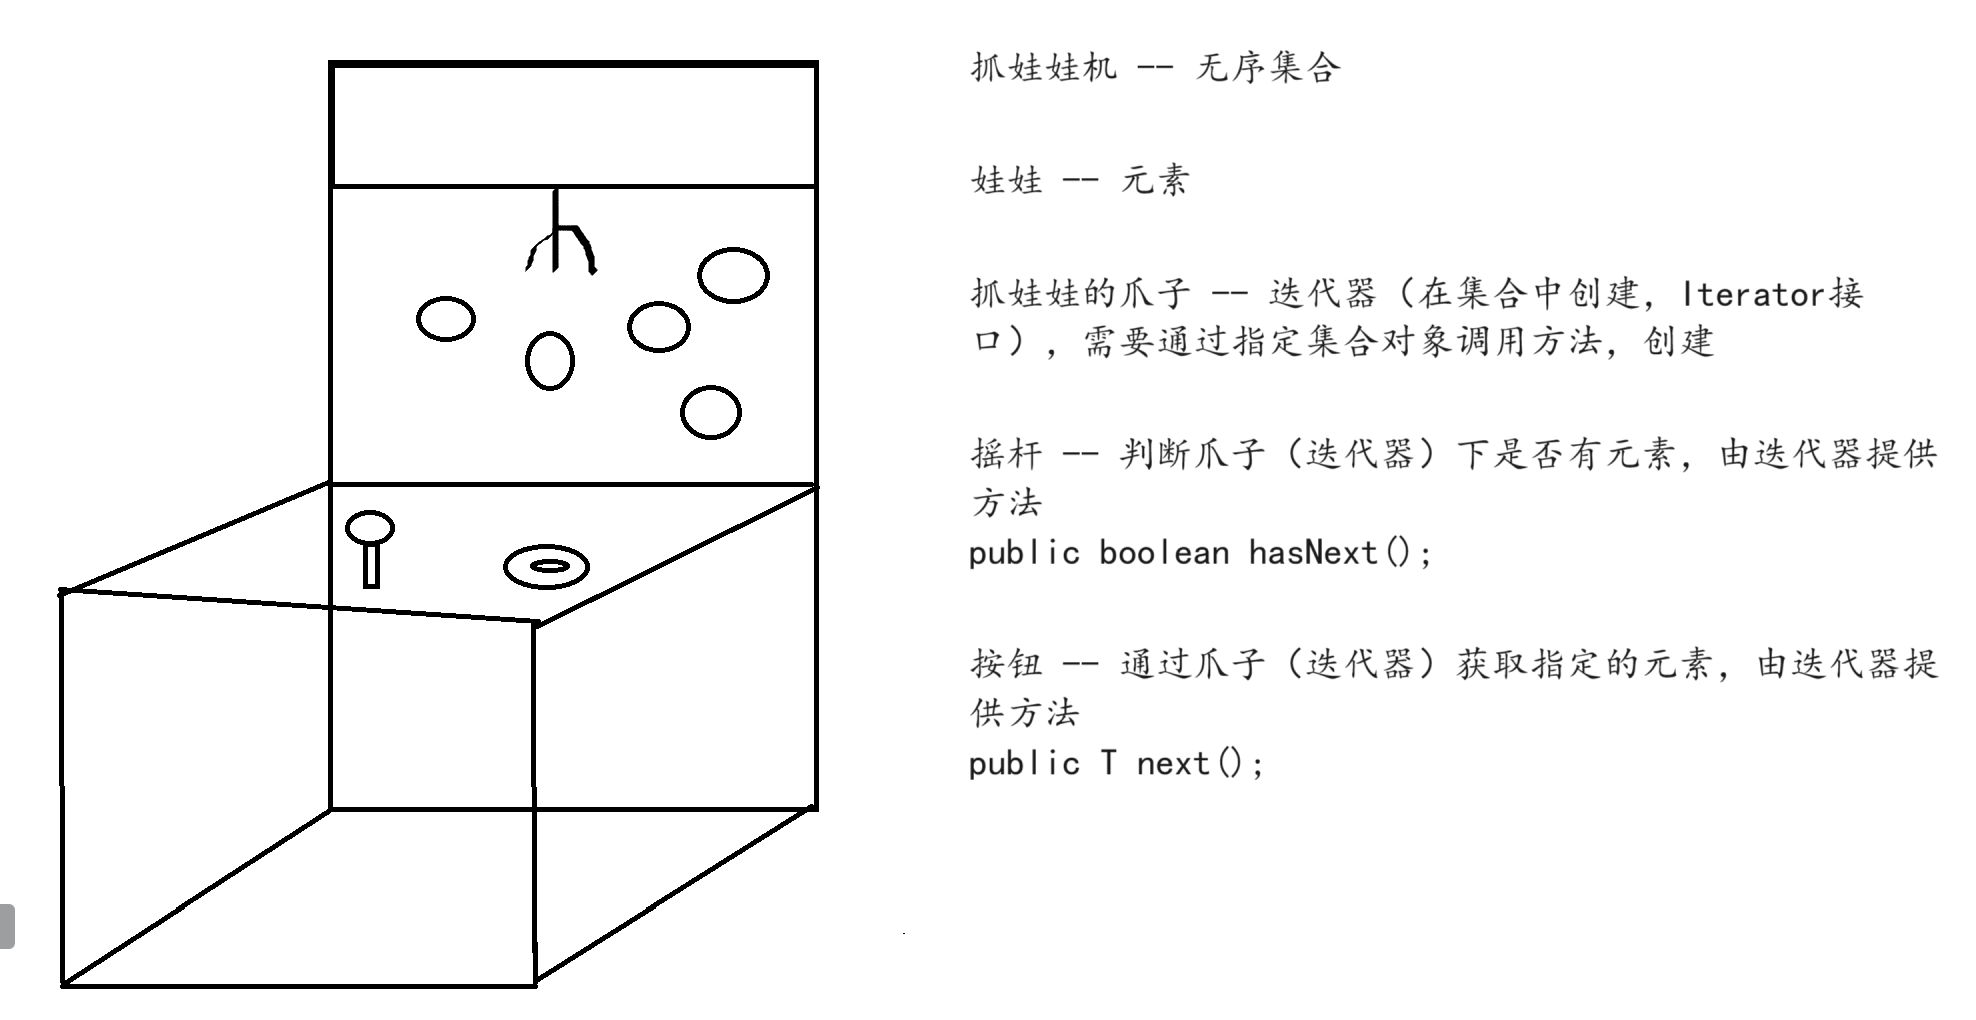 抓娃娃机 -- 无序集合
娃娃 -- 元素
抓娃娃的爪子 -- 迭代器（在集合中创建，Iterator接
口），需要通过指定集合对象调用方法，创建
摇杆 -- 判断爪子（迭代器）下是否有元素，由迭代器提供
方法
public boolean hasNext();
按钮 -- 通过爪子（迭代器）获取指定的元素，由迭代器提
供方法
public T next();